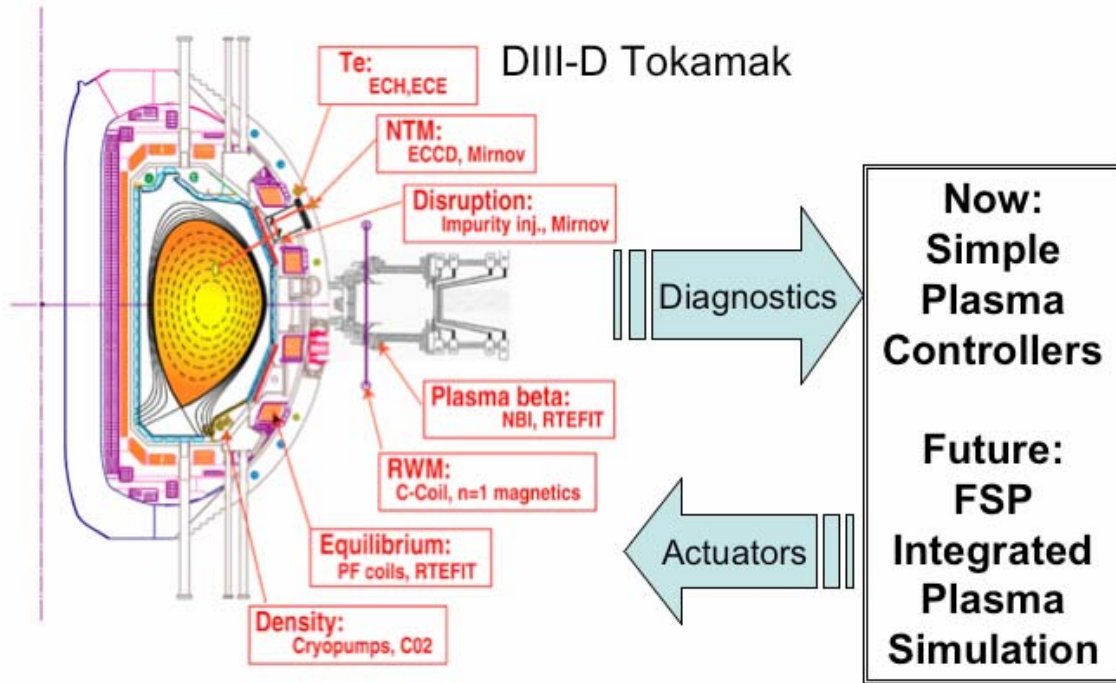 DIII-D Tokamak
Te:
ECH,ECE
NTM:
ECCD, Mirnov
Disruption:
Impurity inj., Mirnov
Plasma beta:
NBI, RTEFIT
RWM:
C-Coil, n=1 magnetics
Equilibrium:
PF coils, RTEFIT
Density:
Cryopumps, C02
Diagnostics
Actuators
Now:
Simple
Plasma
Controllers
Future:
FSP
Integrated
Plasma
Simulation